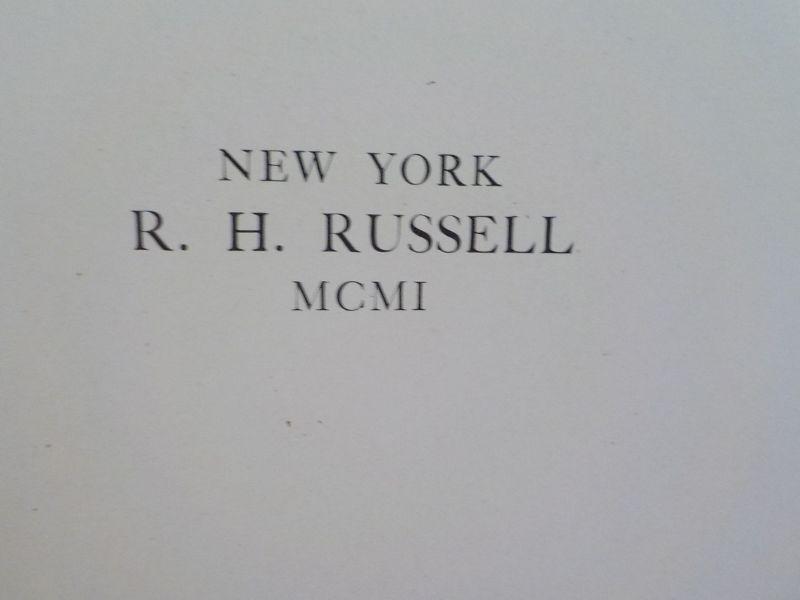 NEW YORK
R. H. RUSSELL
MCMI